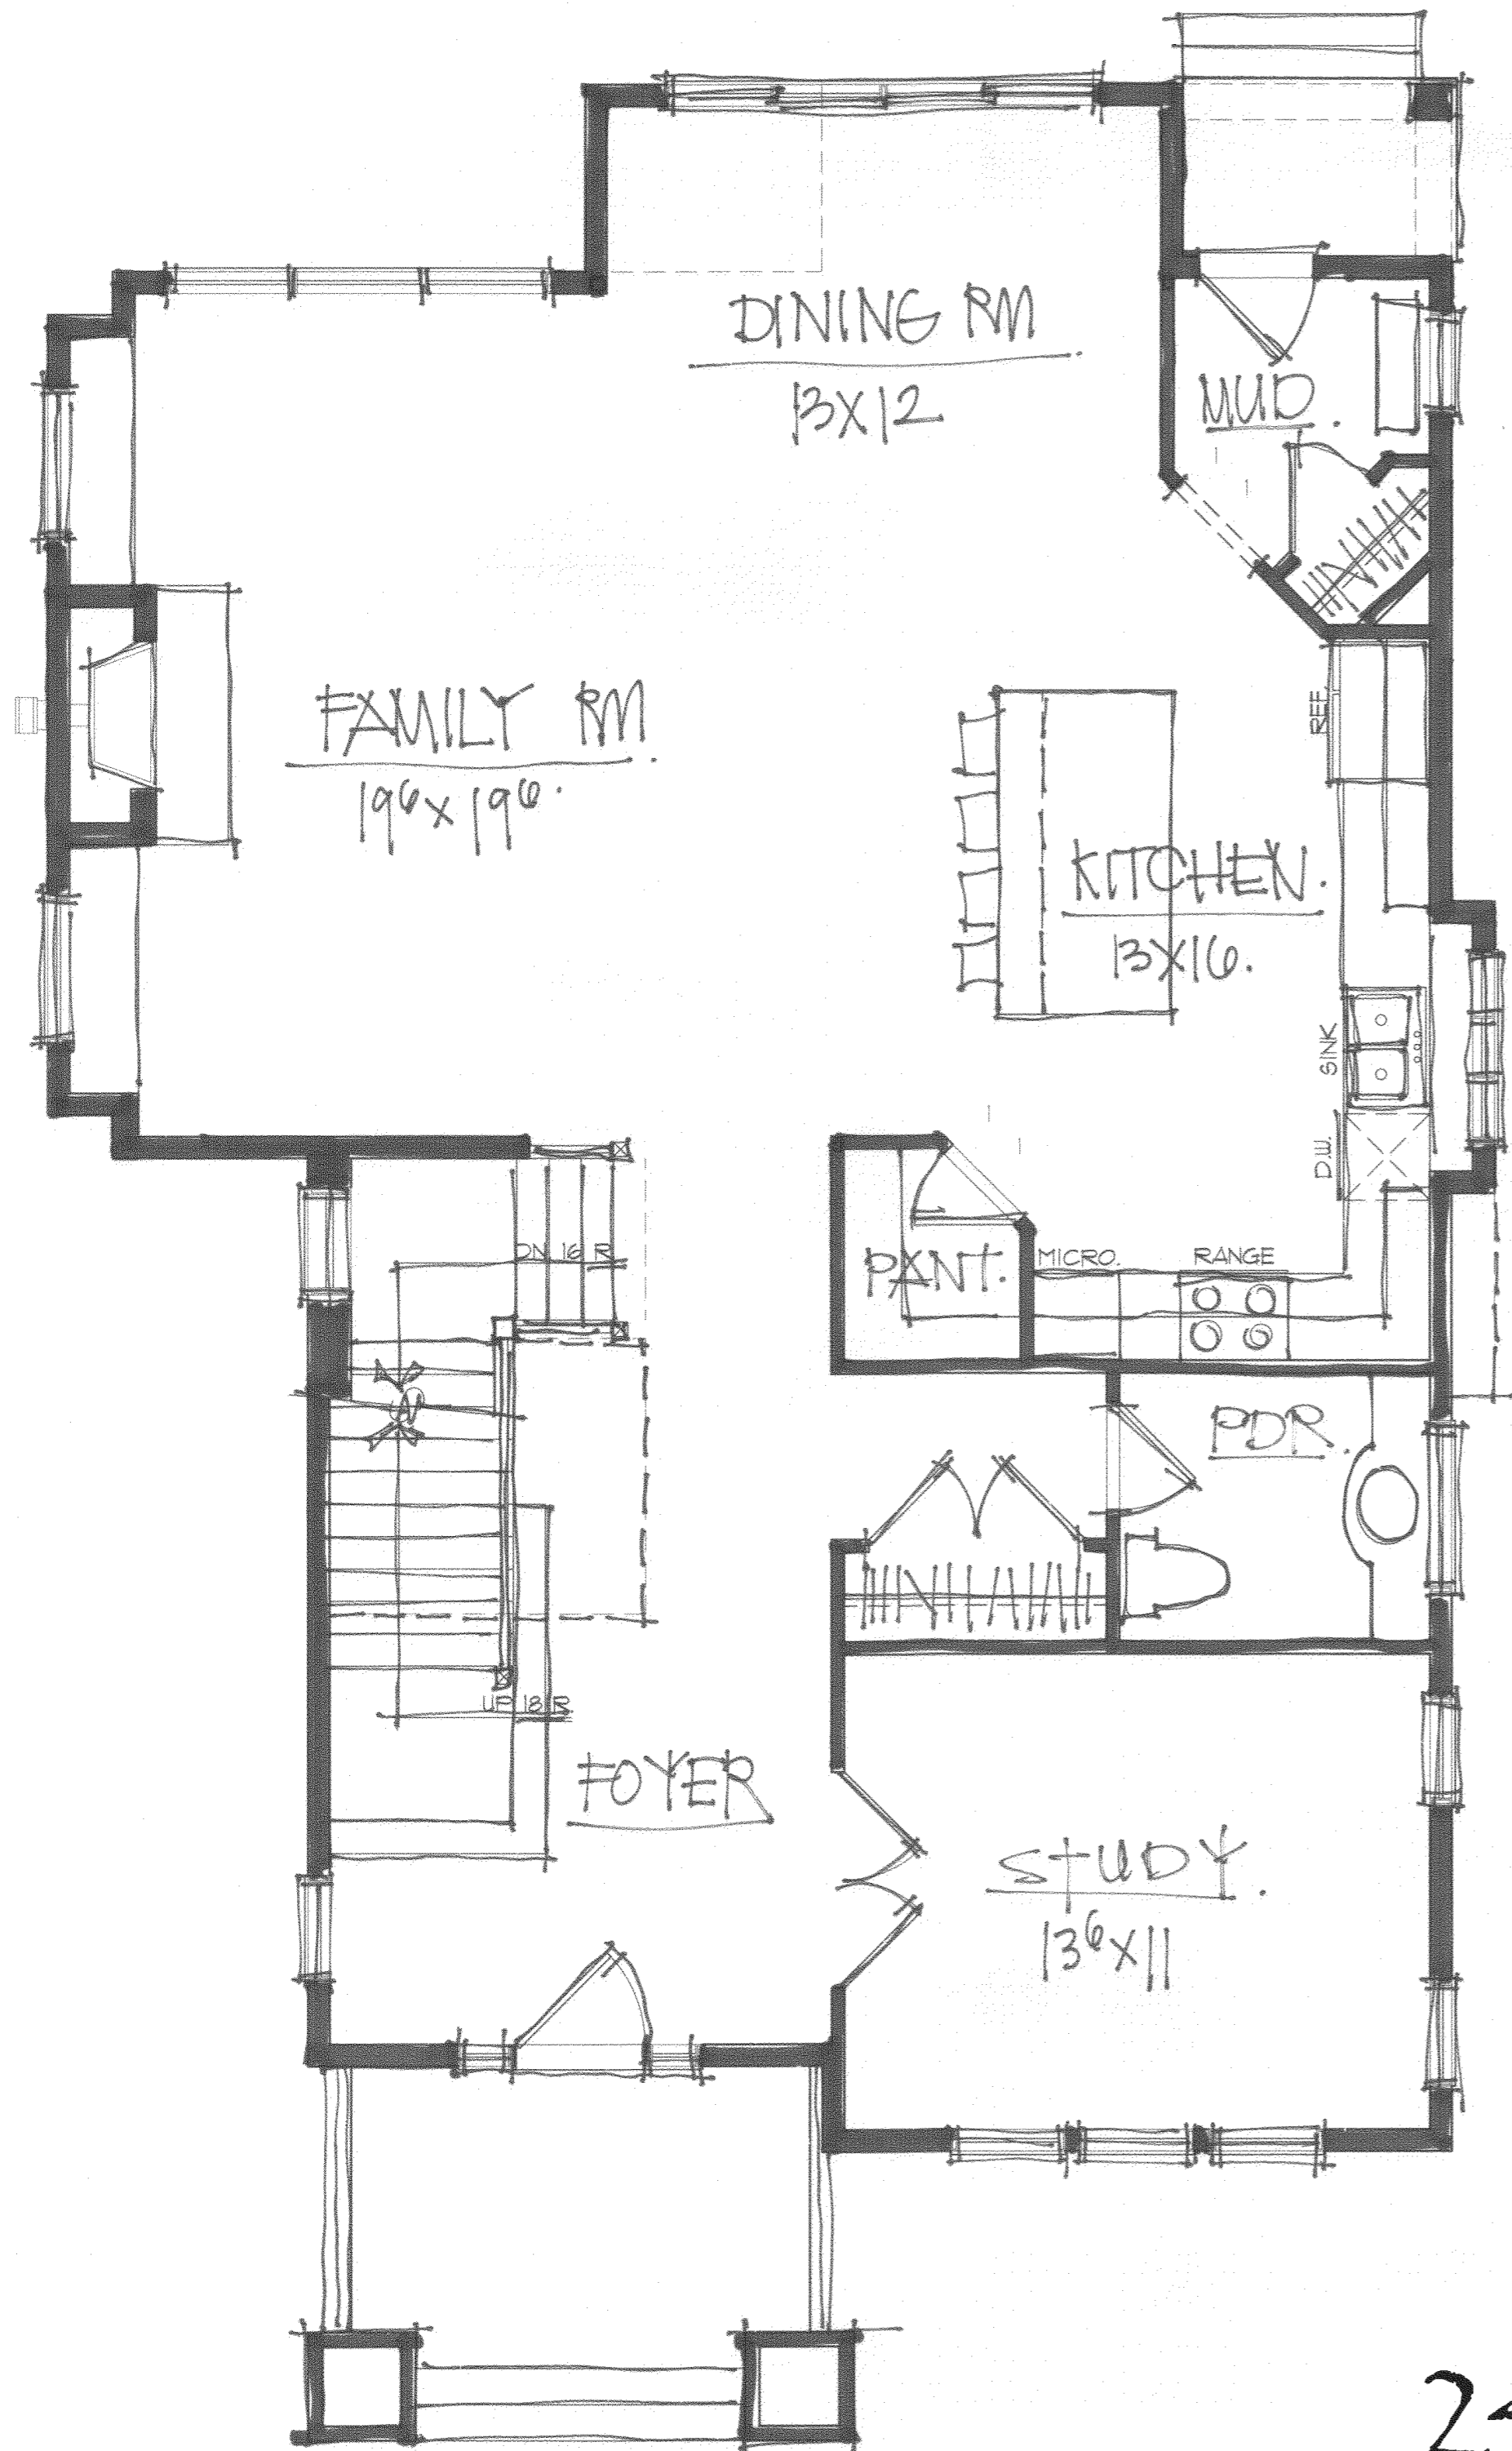 DINING RM
13X12
MUD.
FAMILY RM.
19⁶x19⁶.
REF.
KITCHEN.
13X16.
SINK
D.W.
DN. 16 R
PANT.
MICRO.
RANGE
PDR.
UP 18 R
FOYER
STUDY.
13⁶X11